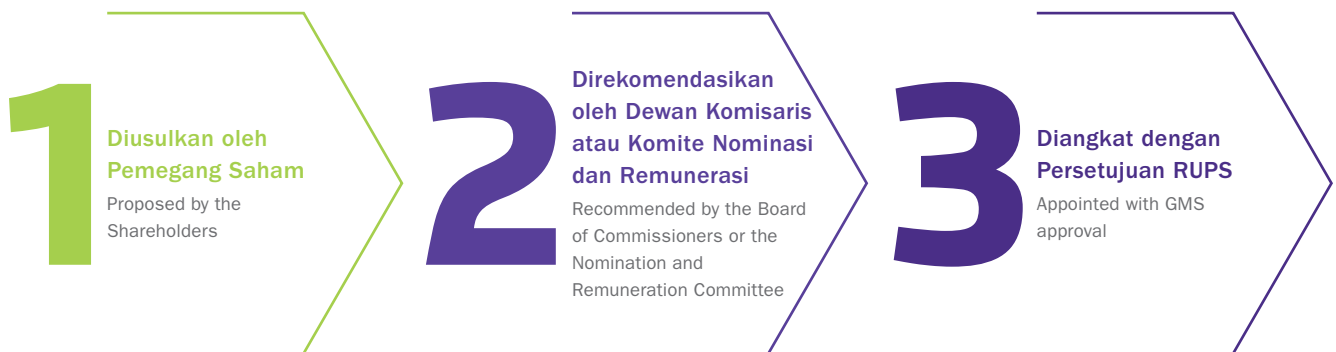 1
Diusulkan oleh
Pemegang Saham
Proposed by the
Shareholders
2
Direkomendasikan
oleh Dewan Komisaris
atau Komite Nominasi
dan Remunerasi
Recommended by the Board
of Commissioners or the
Nomination and
Remuneration Committee
3
Diangkat dengan
Persetujuan RUPS
Appointed with GMS
approval